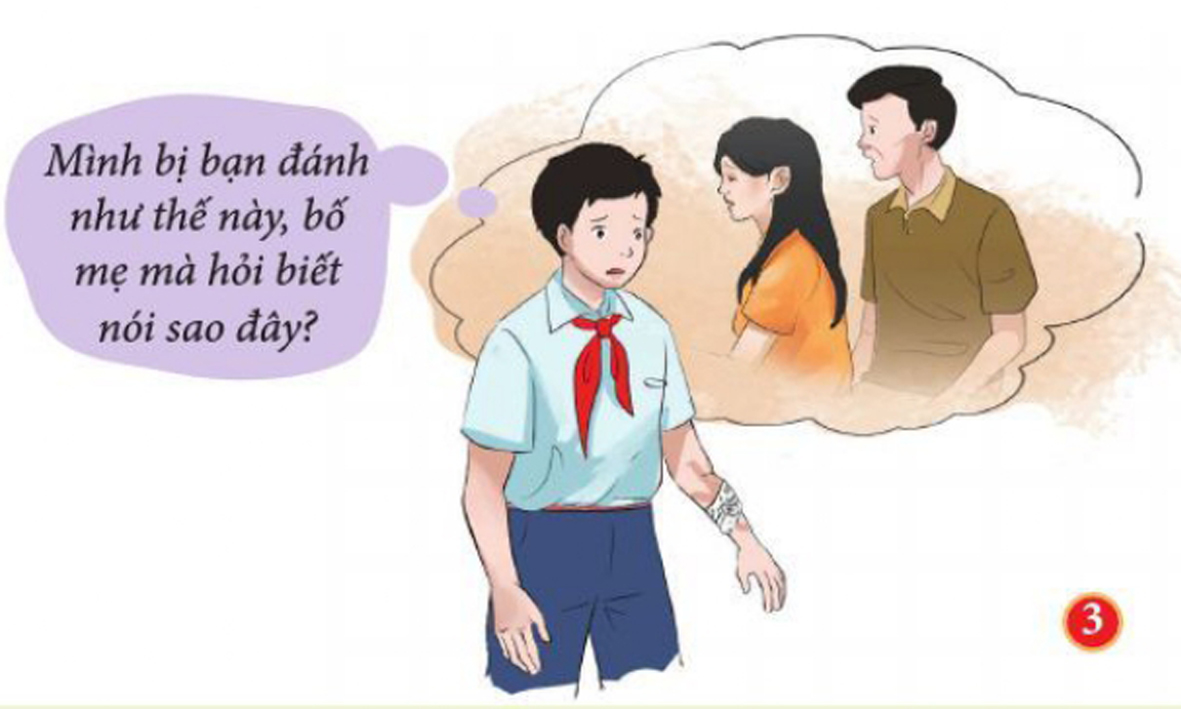 Mình bị bạn đánh
như thế này, bố
mẹ mà hỏi biết
nói sao đây?
3